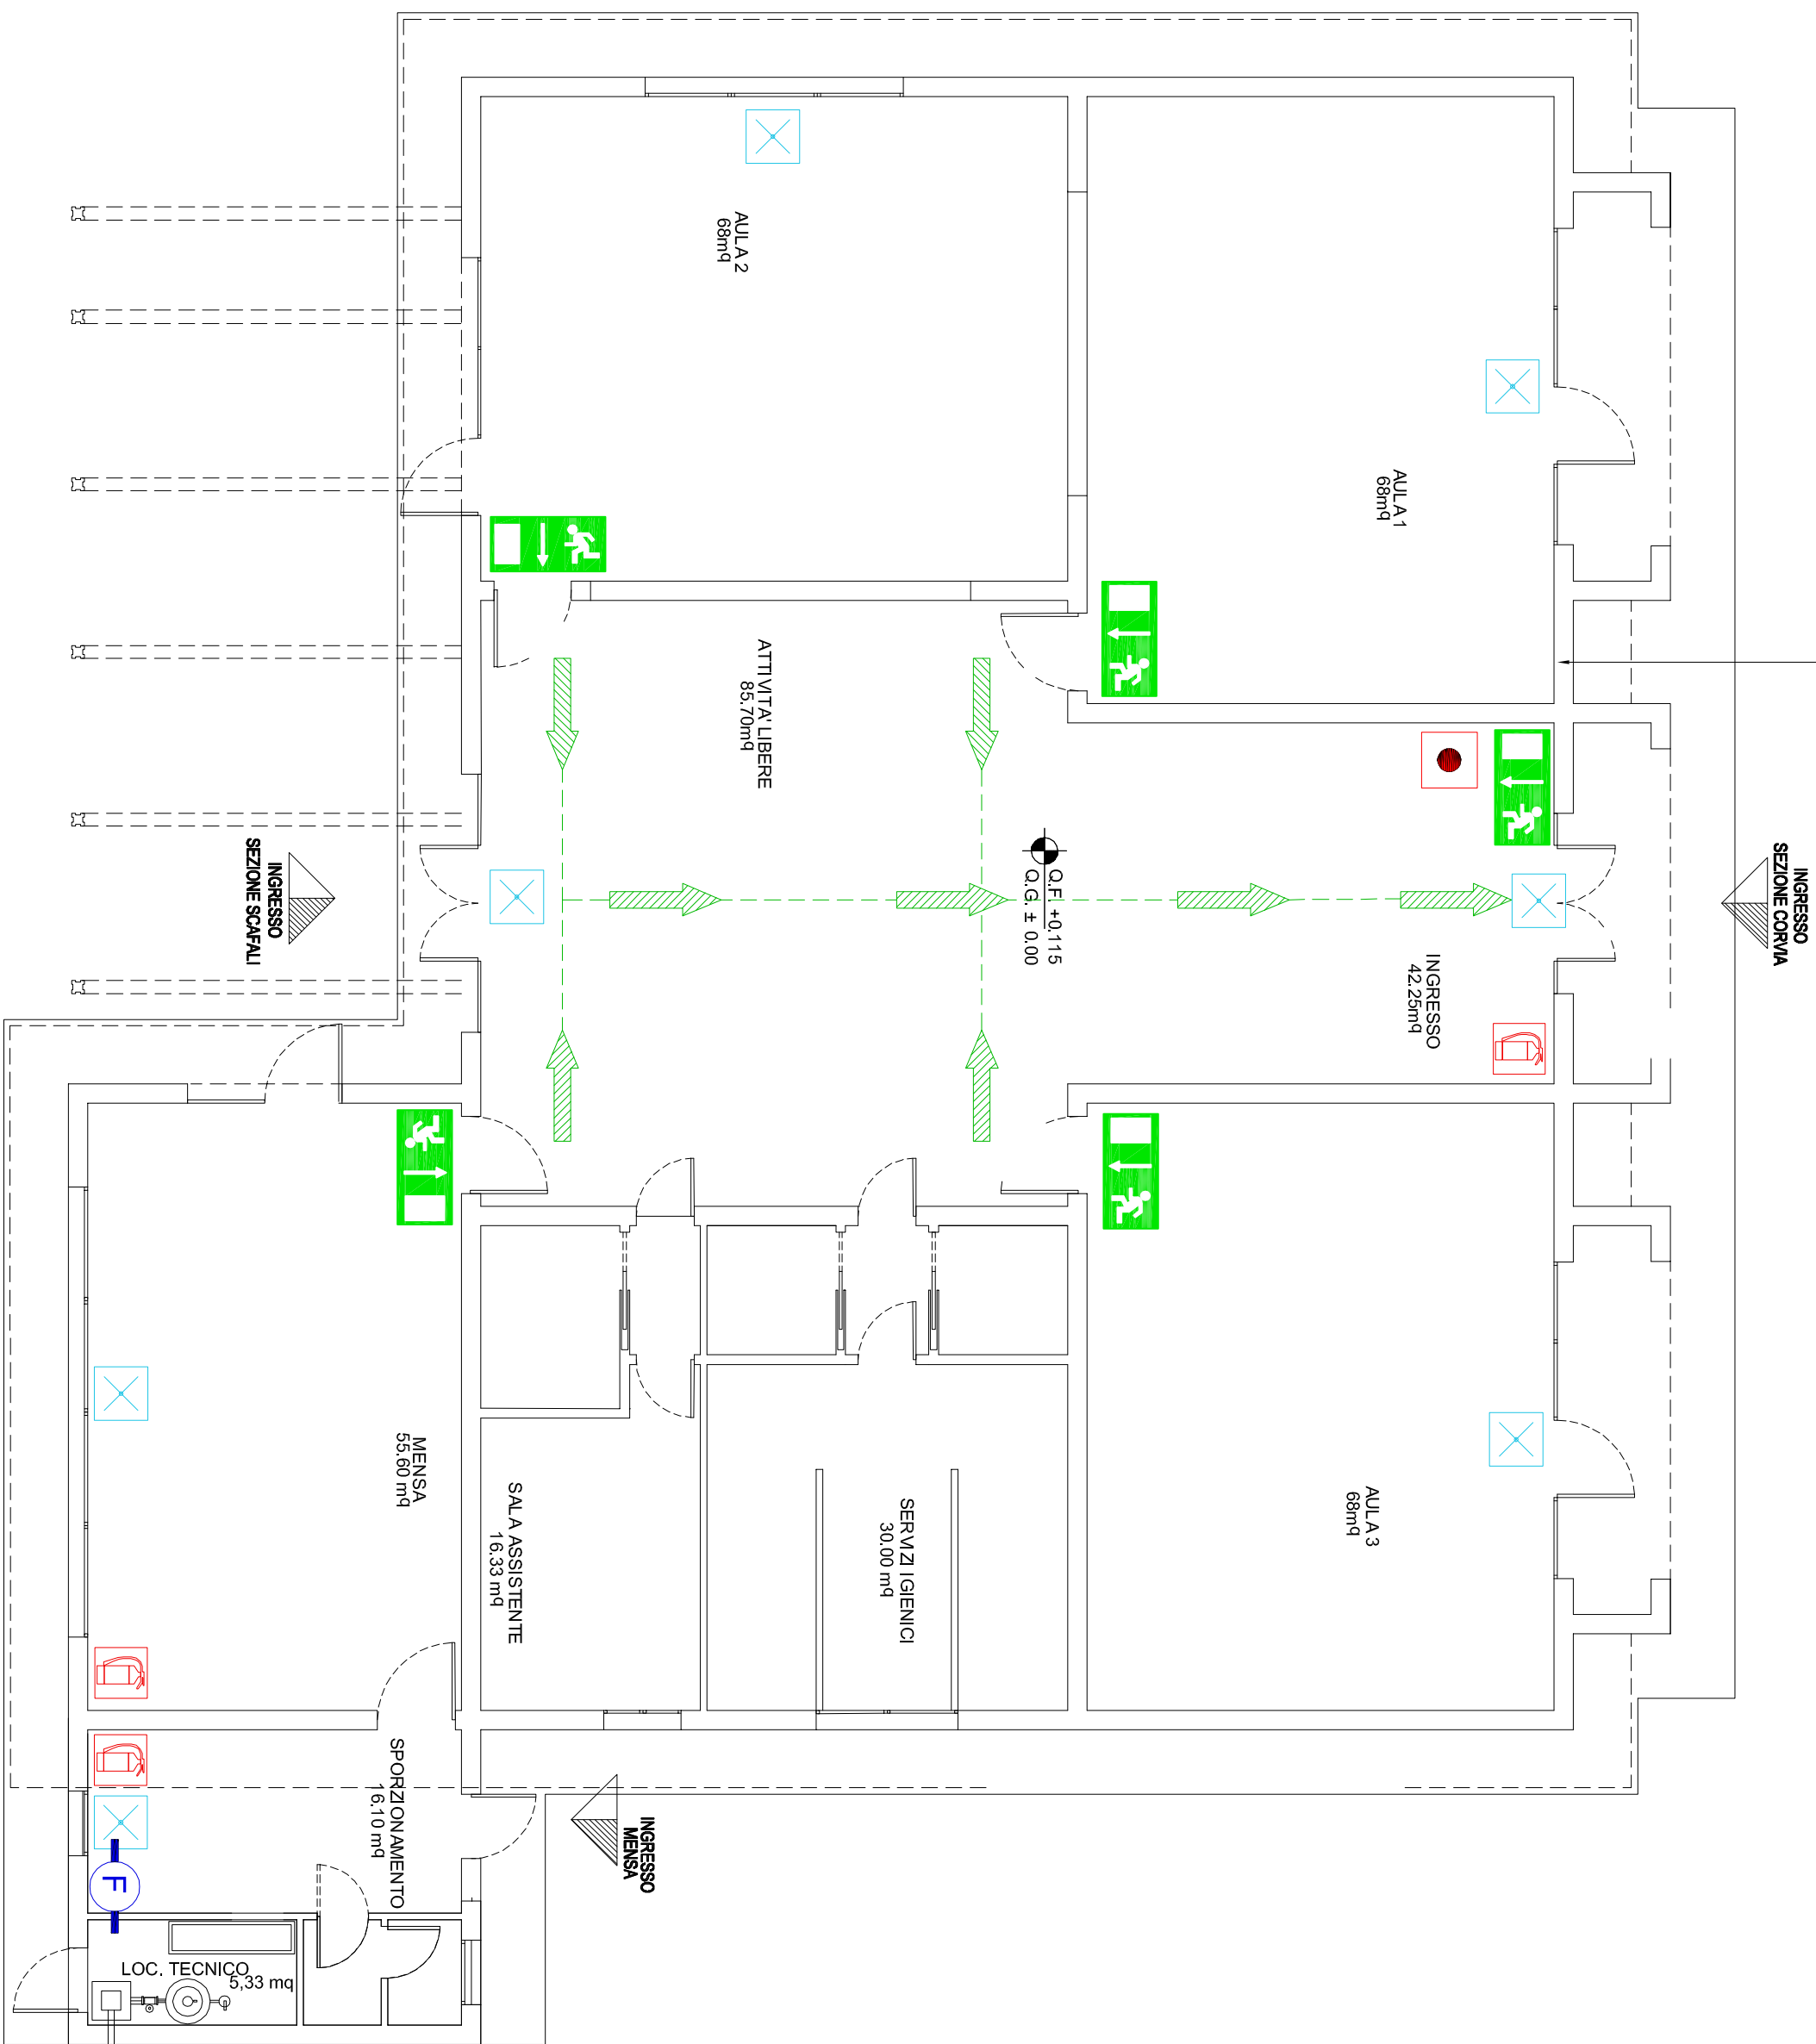 INGRESSO
SEZIONE CORVIA
AULA 1
68mq
INGRESSO
42.25mq
AULA 3
68mq
Q.F. +0.115
Q.G. ± 0.00
AULA 2
68mq
ATTIVITA' LIBERE
85.70mq
SERVIZI IGIENICI
30.00 mq
SALA ASSISTENTE
16.33 mq
INGRESSO
MENSA
MENSA
55.60 mq
SPORZIONAMENTO
16.10 mq
INGRESSO
SEZIONE SCAFALI
F
LOC. TECNICO
5,33 mq